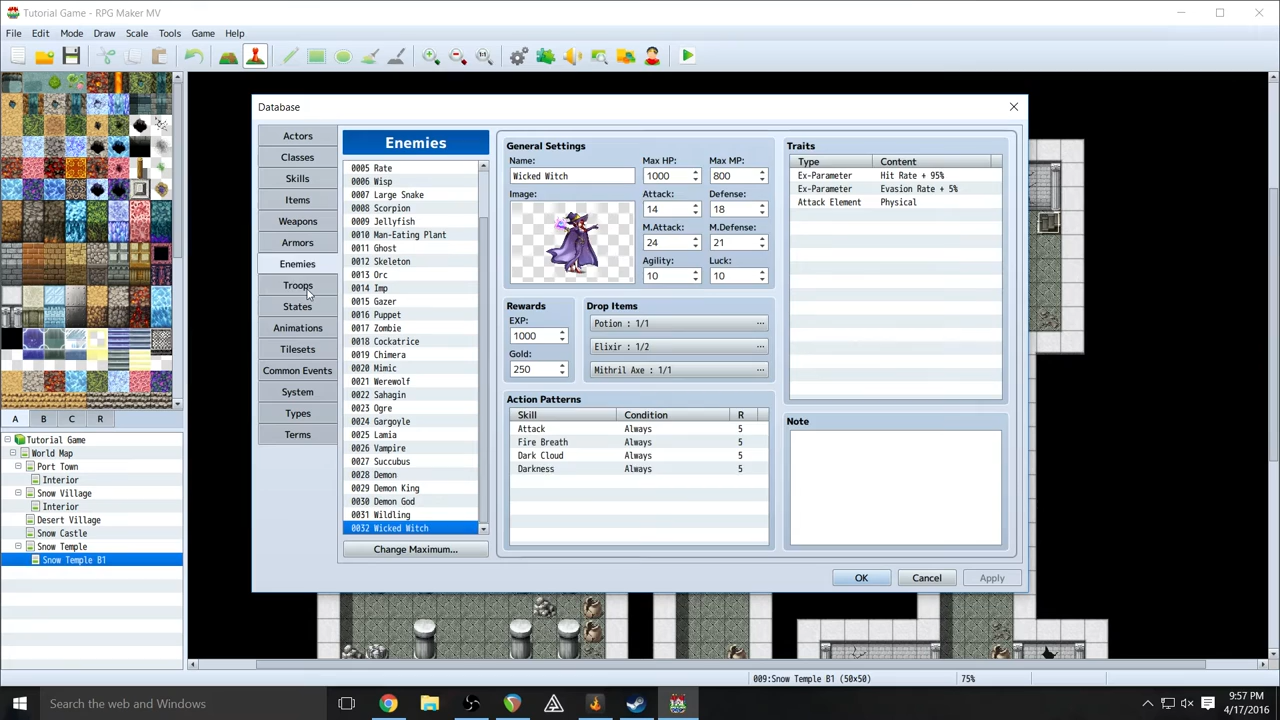 Tutorial Game - RPG Maker MV
File Edit Mode Draw Scale Tools Game Help
Database
Actors
Classes
Skills
Items
Weapons
Armors
Enemies
Troops
States
Animations
Tilesets
Common Events
System
Types
Terms
Enemies
0005 Rate
0006 Wisp
0007 Large Snake
0008 Scorpion
0009 Jellyfish
0010 Man-Eating Plant
0011 Ghost
0012 Skeleton
0013 Orc
0014 Imp
0015 Gazer
0016 Puppet
0017 Zombie
0018 Cockatrice
0019 Chimera
0020 Mimic
0021 Werewolf
0022 Sahagin
0023 Ogre
0024 Gargoyle
0025 Lamia
0026 Vampire
0027 Succubus
0028 Demon
0029 Demon King
0030 Demon God
0031 Wildling
0032 Wicked Witch
Change Maximum...
General Settings
Name:
Wicked Witch
Image:
Max HP: Max MP:
1000 800
Attack: Defense:
14 18
M.Attack: M.Defense:
24 21
Agility: Luck:
10 10
Rewards
EXP:
1000
Gold:
250
Drop Items
Potion : 1/1 ...
Elixir : 1/2 ...
Mithril Axe : 1/1 ...
Action Patterns
Skill Condition R
Attack Always 5
Fire Breath Always 5
Dark Cloud Always 5
Darkness Always 5
Traits
Type Content
Ex-Parameter Hit Rate + 95%
Ex-Parameter Evasion Rate + 5%
Attack Element Physical
Note
OK Cancel Apply
A B C R
Tutorial Game
World Map
Port Town
Interior
Snow Village
Interior
Desert Village
Snow Castle
Snow Temple
Snow Temple B1
009:Snow Temple B1 (50x50) 75%
Search the web and Windows
9:57 PM
4/17/2016